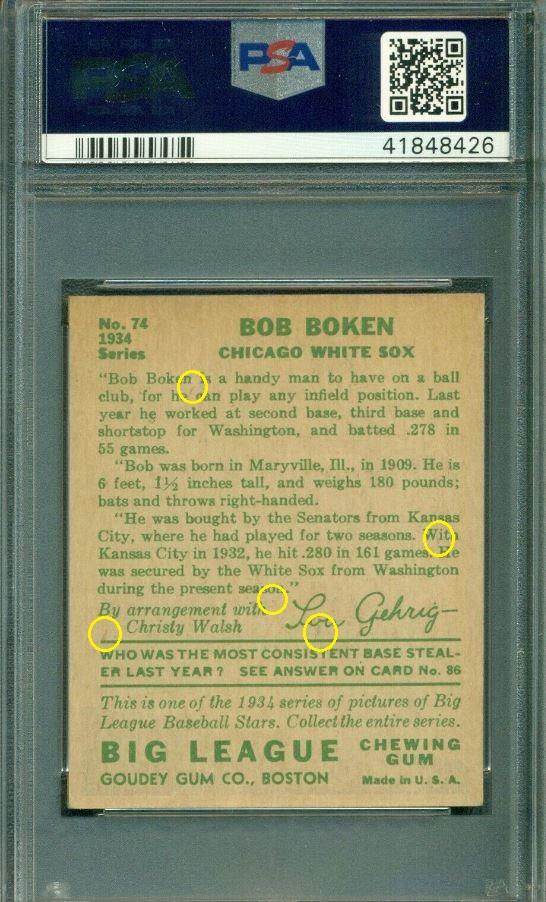 PSA
PSA
41848426
No. 74
1934
Series
BOB BOKEN
CHICAGO WHITE SOX
"Bob Boken is a handy man to have on a ball
club, for he can play any infield position. Last
year he worked at second base, third base and
shortstop for Washington, and batted .278 in
55 games.
"Bob was born in Maryville, Ill., in 1909. He is
6 feet, 1½ inches tall, and weighs 180 pounds;
bats and throws right-handed.
"He was bought by the Senators from Kansas
City, where he had played for two seasons. With
Kansas City in 1932, he hit .280 in 161 games. He
was secured by the White Sox from Washington
during the present season."
By arrangement with
Christy Walsh
Lou Gehrig
WHO WAS THE MOST CONSISTENT BASE STEAL-
ER LAST YEAR? SEE ANSWER ON CARD No. 86
This is one of the 1934 series of pictures of Big
League Baseball Stars. Collect the entire series.
BIG LEAGUE
CHEWING
GUM
GOUDEY GUM CO., BOSTON
Made in U. S. A.